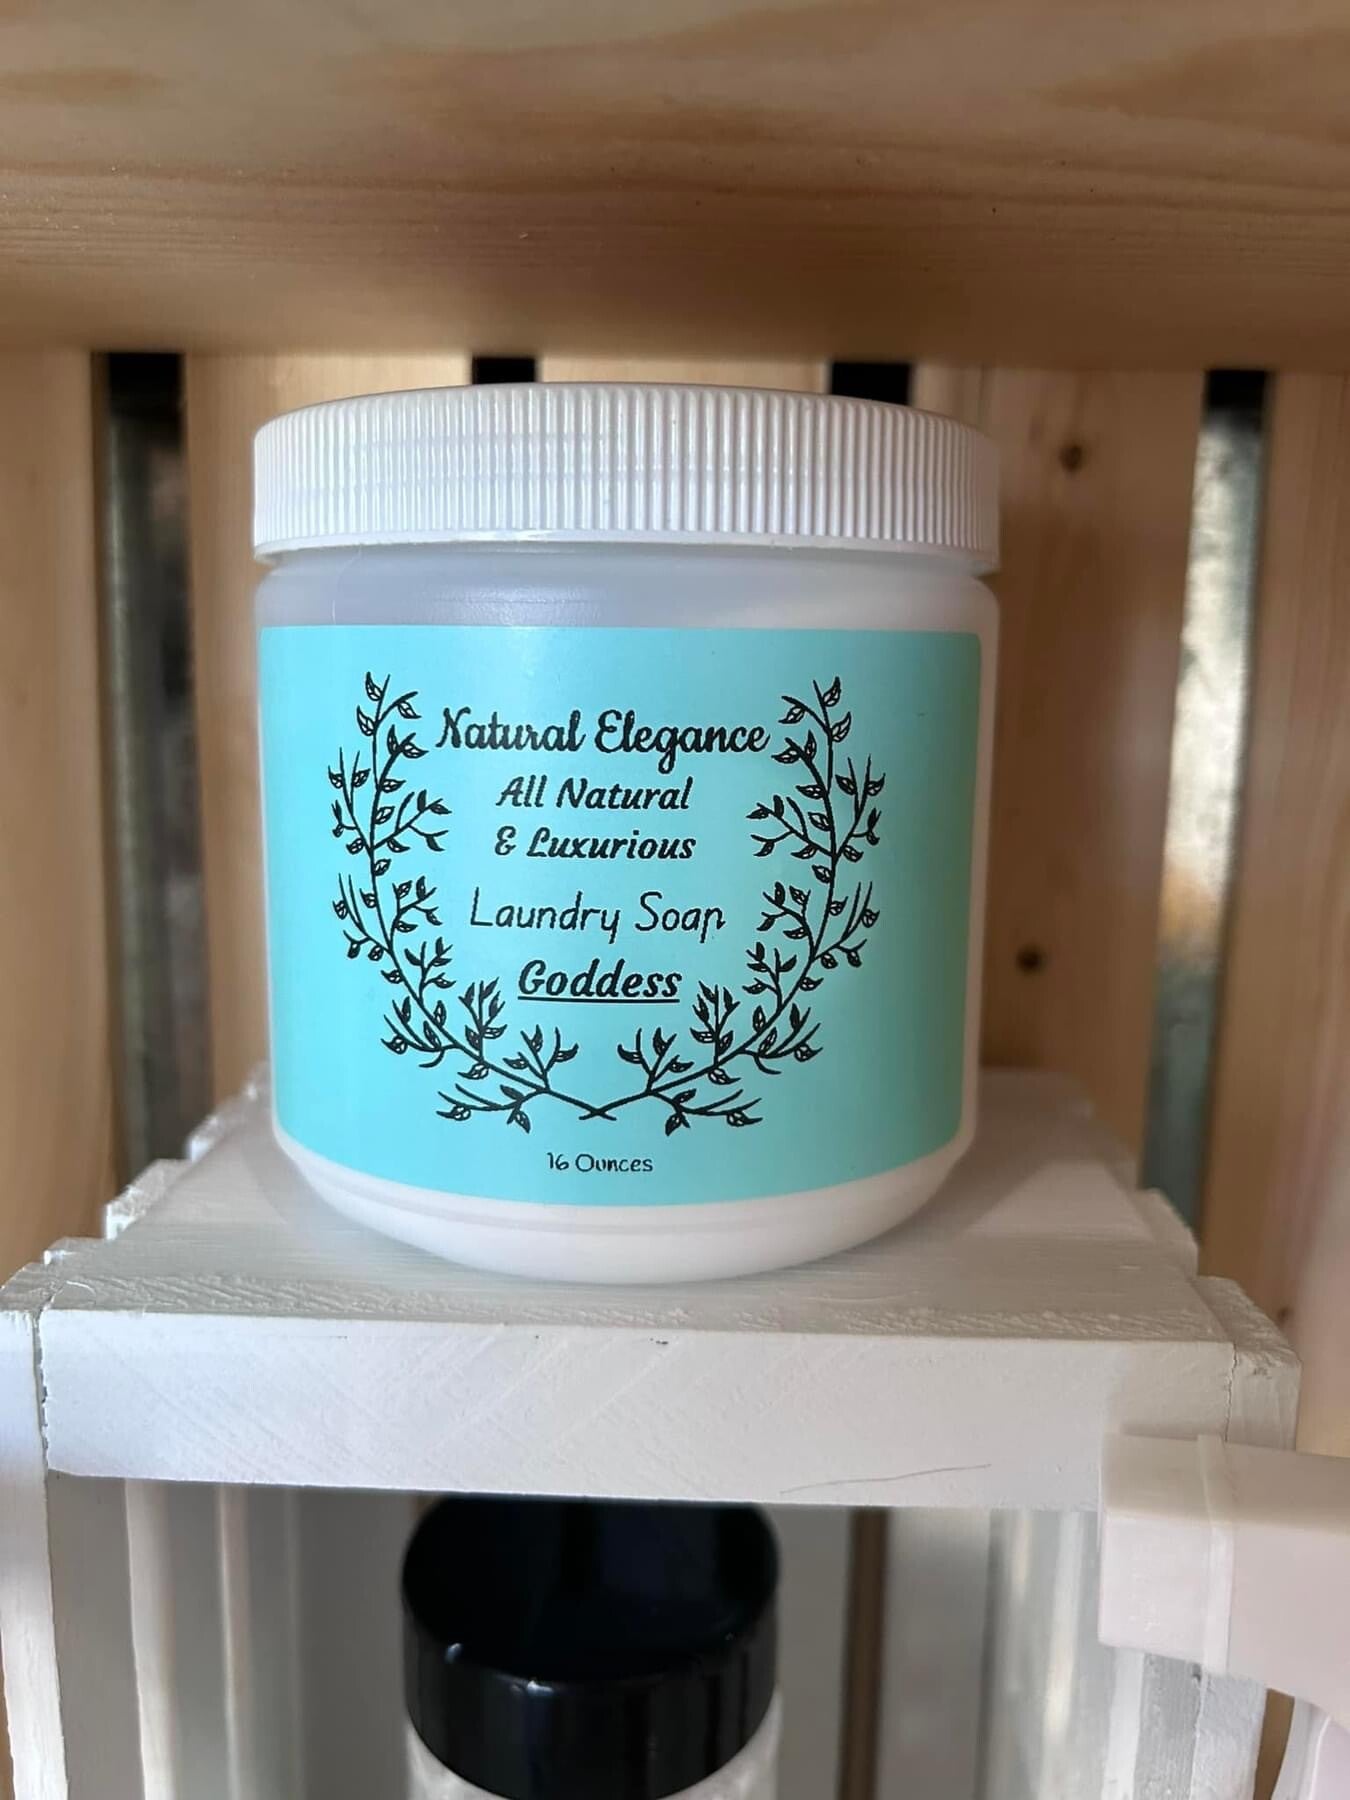 Natural Elegance
All Natural
& Luxurious
Laundry Soap
Goddess
16 Ounces